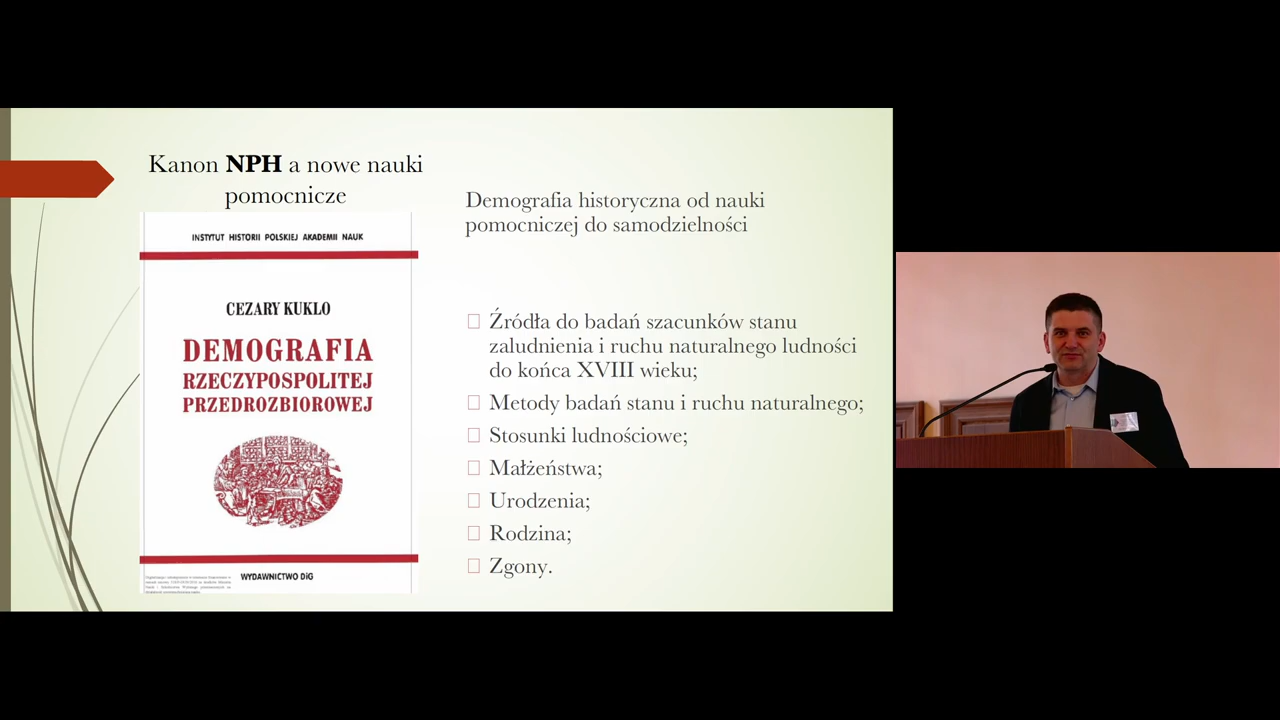 Kanon NPH a nowe nauki
pomocnicze
INSTYTUT HISTORII POLSKIEJ AKADEMII NAUK
CEZARY KUKLO
DEMOGRAFIA
RZECZYPOSPOLITEJ
PRZEDROZBIOROWEJ
WYDAWNICTWO DiG
Demografia historyczna od nauki
pomocniczej do samodzielności
Źródła do badań szacunków stanu
zaludnienia i ruchu naturalnego ludności
do końca XVIII wieku;
Metody badań stanu i ruchu naturalnego;
Stosunki ludnościowe;
Małżeństwa;
Urodzenia;
Rodzina;
Zgony.